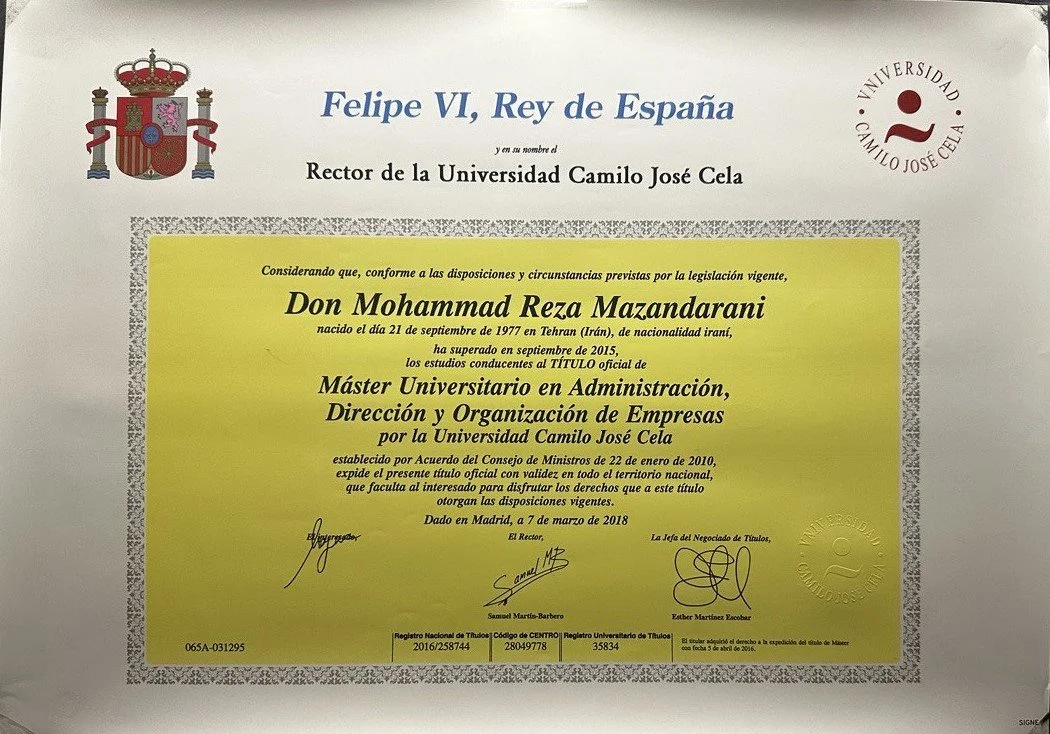 VNIVERSIDAD
CAMILO JOSÉ CELA
Felipe VI, Rey de España
y en su nombre el
Rector de la Universidad Camilo José Cela
Considerando que, conforme a las disposiciones y circunstancias previstas por la legislación vigente,
Don Mohammad Reza Mazandarani
nacido el día 21 de septiembre de 1977 en Tehran (Irán), de nacionalidad iraní,
ha superado en septiembre de 2015,
los estudios conducentes al TÍTULO oficial de
Máster Universitario en Administración,
Dirección y Organización de Empresas
por la Universidad Camilo José Cela
establecido por Acuerdo del Consejo de Ministros de 22 de enero de 2010,
expide el presente título oficial con validez en todo el territorio nacional,
que faculta al interesado para disfrutar los derechos que a este título
otorgan las disposiciones vigentes.
Dado en Madrid, a 7 de marzo de 2018
El interesado,
El Rector,
La Jefa del Negociado de Títulos,
Samuel MB
Samuel Martín-Barbero
Esther Martínez Escobar
VNIVERSIDAD
CAMILO JOSÉ CELA
065A-031295
Registro Nacional de Títulos
2016/258744
Código de CENTRO
28049778
Registro Universitario de Títulos
35834
El titular adquirió el derecho a la expedición del título de Máster
con fecha 5 de abril de 2016.
SIGNE